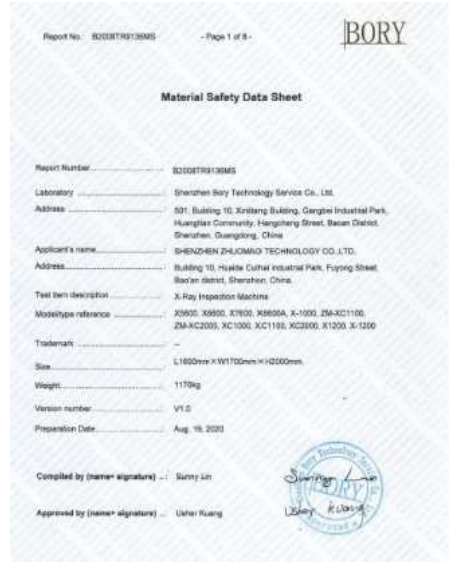 Report No.: B2008TR9136MS - Page 1 of 8 - BORY
Material Safety Data Sheet
Report Number : B2008TR9136MS
Laboratory : Shenzhen Bory Technology Service Co., Ltd.
Address : 501, Building 10, Xintang Building, Gangbei Industrial Park,
Huangtian Community, Hangcheng Street, Baoan District,
Shenzhen, Guangdong, China
Applicant's name : SHENZHEN ZHUOMAO TECHNOLOGY CO.,LTD.
Address : Building 10, Huaide Cuihai industrial Park, Fuyong Street,
Bao'an district, Shenzhen, China
Test item description : X-Ray Inspection Machine
Model/type reference : X5600, X6600, X7600, X6600A, X-1000, ZM-XC1100,
ZM-XC2000, XC1000, XC1100, XC2000, X1200, X-1200
Trademark : --
Size : L1600mm×W1700mm×H2000mm
Weight : 1170kg
Version number : V1.0
Preparation Date : Aug. 19, 2020
Compiled by (name+ signature) : Sunny Lin
Approved by (name+ signature) : Usher Kuang
BORY